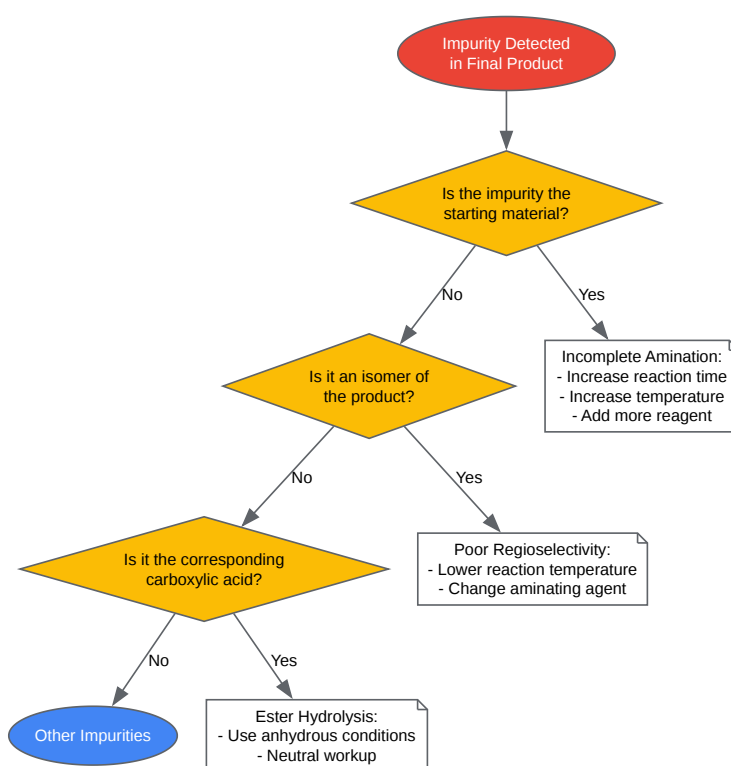 Impurity Detected
in Final Product
Is the impurity the
starting material?
No
Yes
Incomplete Amination:
- Increase reaction time
- Increase temperature
- Add more reagent
Is it an isomer of
the product?
No
Yes
Poor Regioselectivity:
- Lower reaction temperature
- Change aminating agent
Is it the corresponding
carboxylic acid?
No
Yes
Other Impurities
Ester Hydrolysis:
- Use anhydrous conditions
- Neutral workup